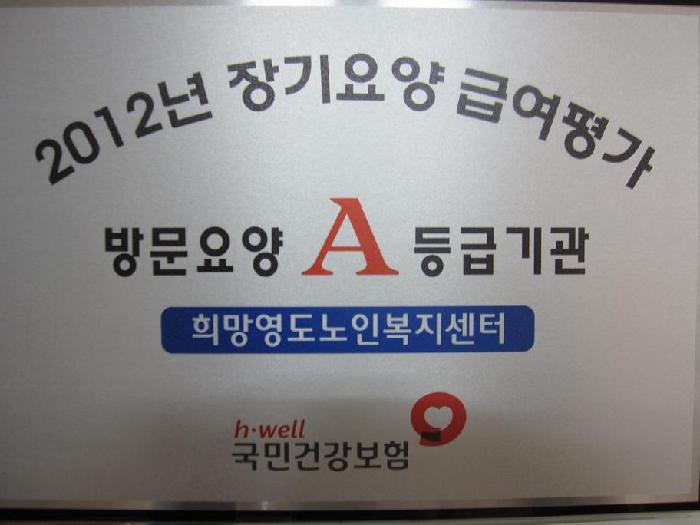 2012년 장기요양 급여평가
방문요양 A 등급기관
희망영도노인복지센터
h·well
국민건강보험